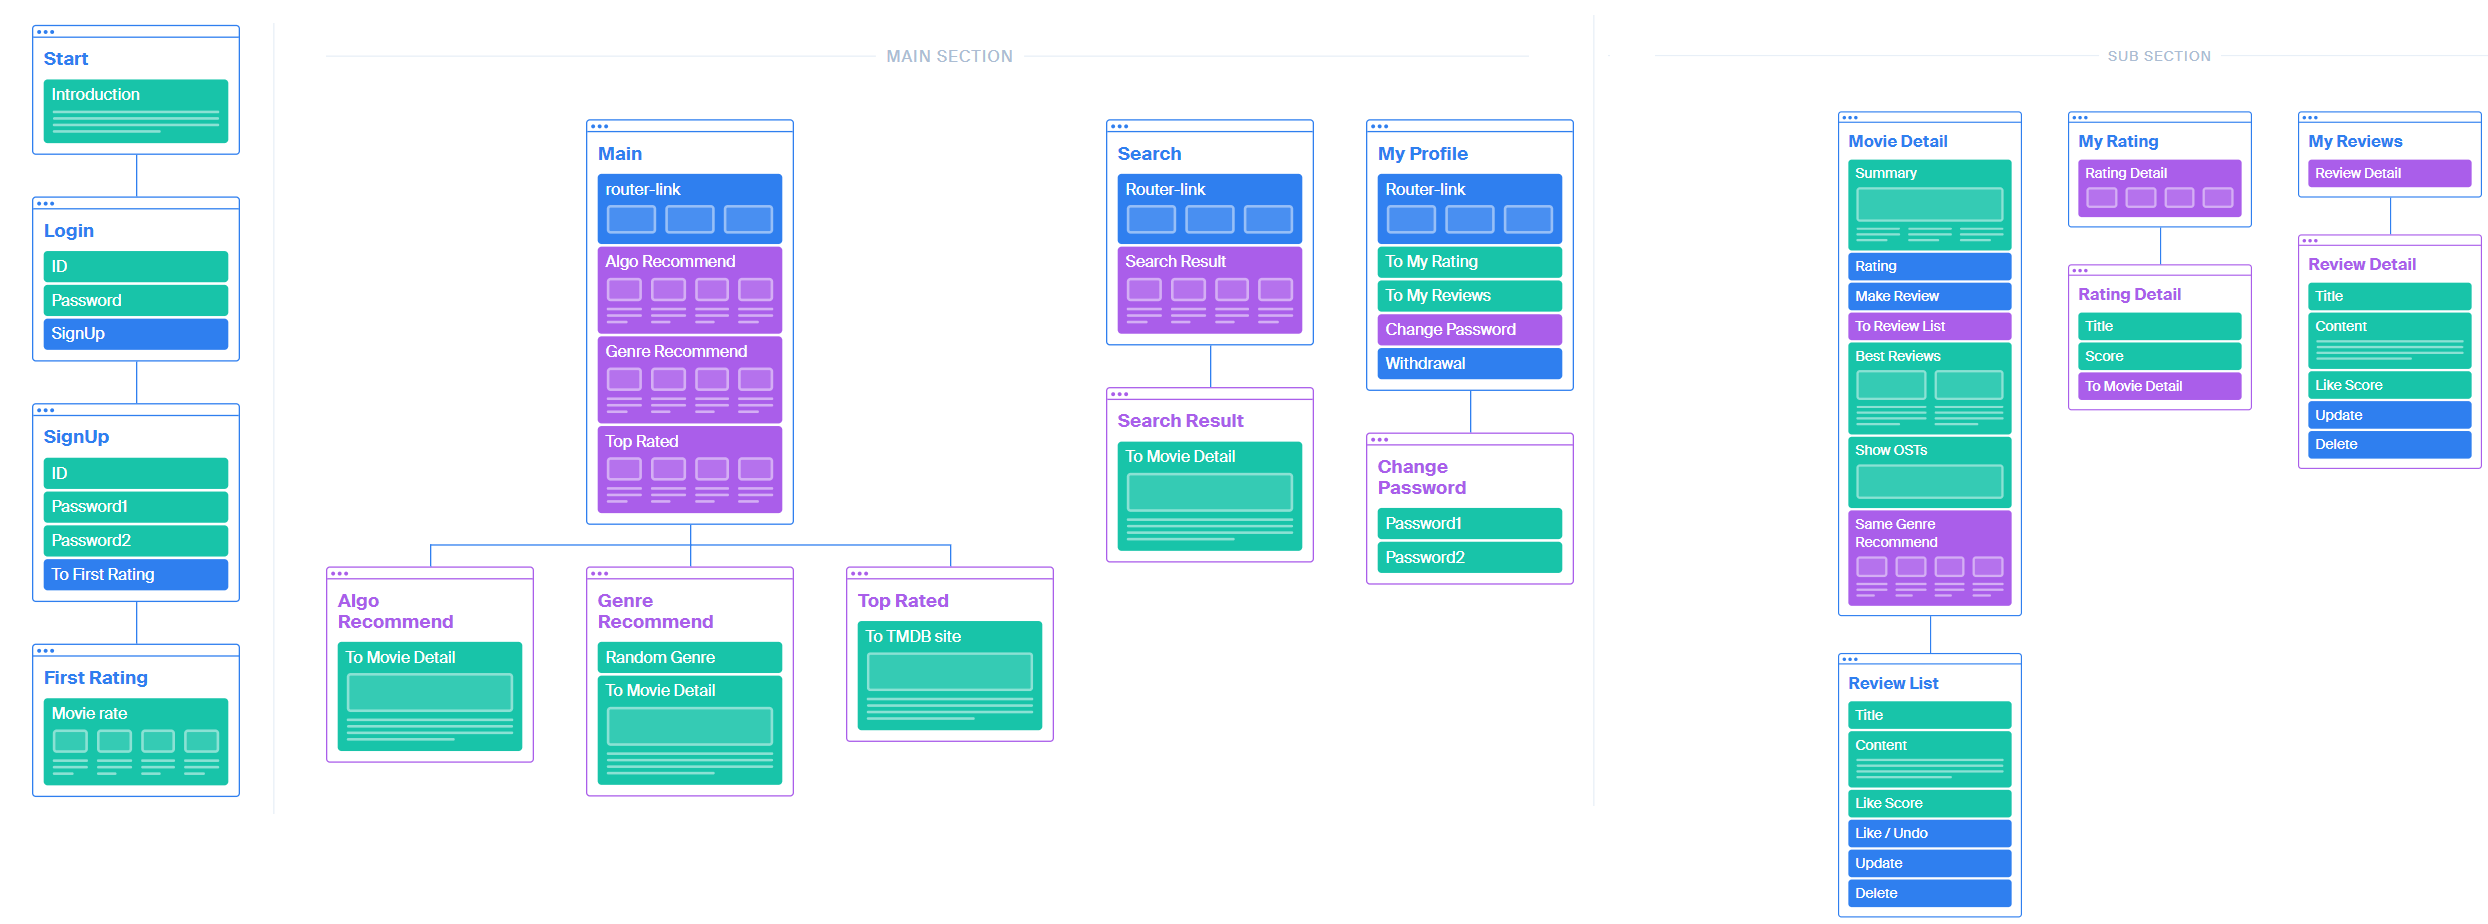 Start
Introduction
Login
ID
Password
SignUp
SignUp
ID
Password1
Password2
To First Rating
First Rating
Movie rate
MAIN SECTION
Main
router-link
Algo Recommend
Genre Recommend
Top Rated
Algo
Recommend
To Movie Detail
Genre
Recommend
Random Genre
To Movie Detail
Top Rated
To TMDB site
Search
Router-link
Search Result
Search Result
To Movie Detail
My Profile
Router-link
To My Rating
To My Reviews
Change Password
Withdrawal
Change
Password
Password1
Password2
SUB SECTION
Movie Detail
Summary
Rating
Make Review
To Review List
Best Reviews
Show OSTs
Same Genre
Recommend
Review List
Title
Content
Like Score
Like / Undo
Update
Delete
My Rating
Rating Detail
Rating Detail
Title
Score
To Movie Detail
My Reviews
Review Detail
Review Detail
Title
Content
Like Score
Update
Delete